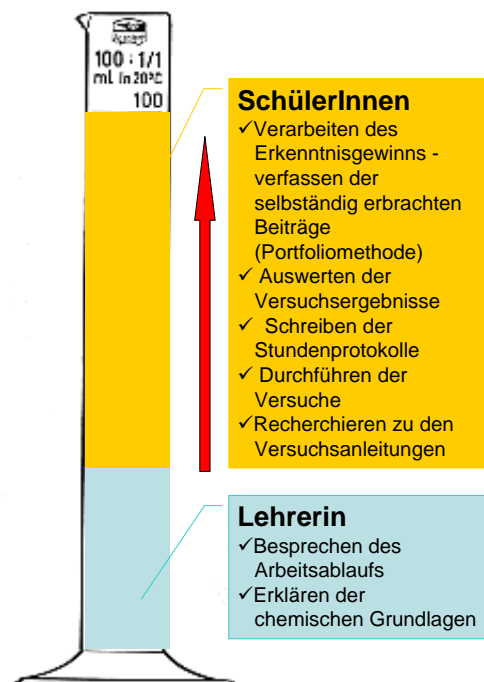 100 : 1/1
ml in 20°C
100
SchülerInnen
✓Verarbeiten des
Erkenntnisgewinns -
verfassen der
selbständig erbrachten
Beiträge
(Portfoliomethode)
✓ Auswerten der
Versuchsergebnisse
✓ Schreiben der
Stundenprotokolle
✓ Durchführen der
Versuche
✓Recherchieren zu den
Versuchsanleitungen
Lehrerin
✓Besprechen des
Arbeitsablaufs
✓Erklären der
chemischen Grundlagen